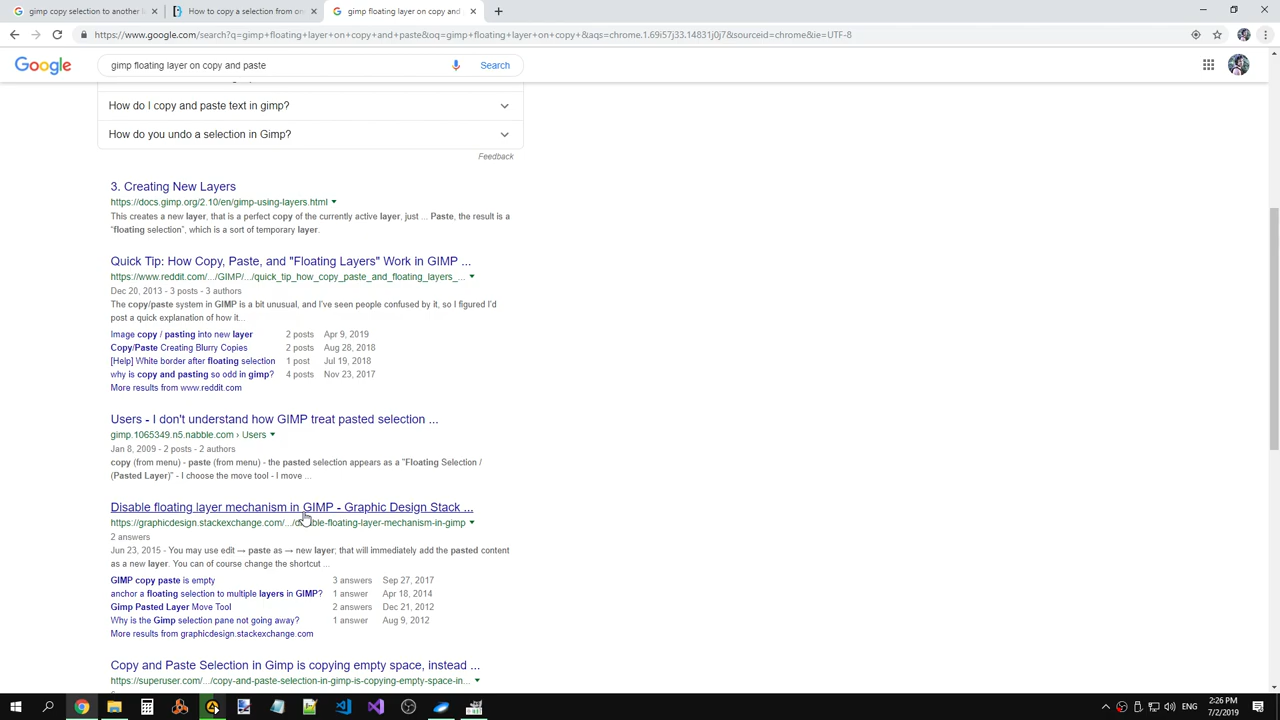 gimp copy selection to another l
How to copy a selection from on
gimp floating layer on copy and
https://www.google.com/search?q=gimp+floating+layer+on+copy+and+paste&oq=gimp+floating+layer+on+copy+&aqs=chrome.1.69i57j33.14831j0j7&sourceid=chrome&ie=UTF-8
Google
gimp floating layer on copy and paste
Search
How do I copy and paste text in gimp?
How do you undo a selection in Gimp?
Feedback
3. Creating New Layers
https://docs.gimp.org/2.10/en/gimp-using-layers.html
This creates a new layer, that is a perfect copy of the currently active layer, just ... Paste, the result is a
“floating selection”, which is a sort of temporary layer.
Quick Tip: How Copy, Paste, and "Floating Layers" Work in GIMP ...
https://www.reddit.com/.../GIMP/.../quick_tip_how_copy_paste_and_floating_layers_...
Dec 20, 2013 - 3 posts - 3 authors
The copy/paste system in GIMP is a bit unusual, and I've seen people confused by it, so I figured I'd
post a quick explanation of how it...
Image copy / pasting into new layer 2 posts Apr 9, 2019
Copy/Paste Creating Blurry Copies 2 posts Aug 28, 2018
[Help] White border after floating selection 1 post Jul 19, 2018
why is copy and pasting so odd in gimp? 4 posts Nov 23, 2017
More results from www.reddit.com
Users - I don't understand how GIMP treat pasted selection ...
gimp.1065349.n5.nabble.com › Users
Jan 8, 2009 - 2 posts - 2 authors
copy (from menu) - paste (from menu) - the pasted selection appears as a "Floating Selection /
(Pasted Layer)" - I choose the move tool - I move ...
Disable floating layer mechanism in GIMP - Graphic Design Stack ...
https://graphicdesign.stackexchange.com/.../disable-floating-layer-mechanism-in-gimp
2 answers
Jun 23, 2015 - You may use edit → paste as → new layer; that will immediately add the pasted content
as a new layer. You can of course change the shortcut ...
GIMP copy paste is empty 3 answers Sep 27, 2017
anchor a floating selection to multiple layers in GIMP? 1 answer Apr 18, 2014
Gimp Pasted Layer Move Tool 2 answers Dec 21, 2012
Why is the Gimp selection pane not going away? 1 answer Aug 9, 2012
More results from graphicdesign.stackexchange.com
Copy and Paste Selection in Gimp is copying empty space, instead ...
https://superuser.com/.../copy-and-paste-selection-in-gimp-is-copying-empty-space-in...
ENG
2:26 PM
7/2/2019